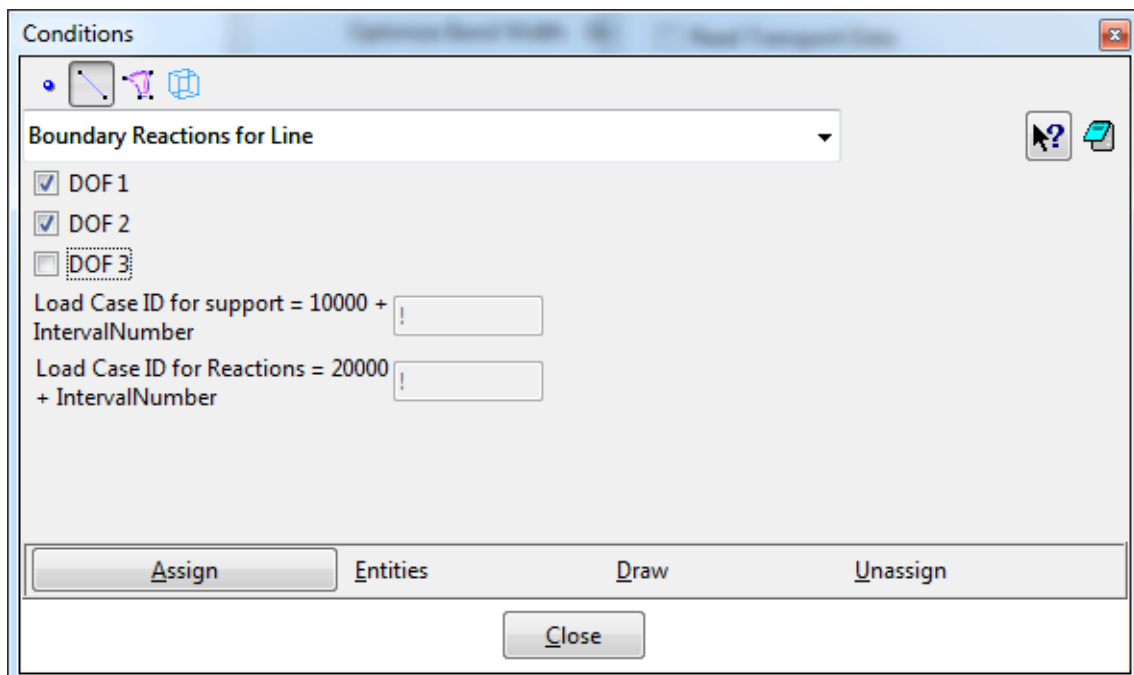 Conditions
Boundary Reactions for Line
DOF 1
DOF 2
DOF 3
Load Case ID for support = 10000 +
IntervalNumber
!
Load Case ID for Reactions = 20000
+ IntervalNumber
!
Assign Entities Draw Unassign
Close